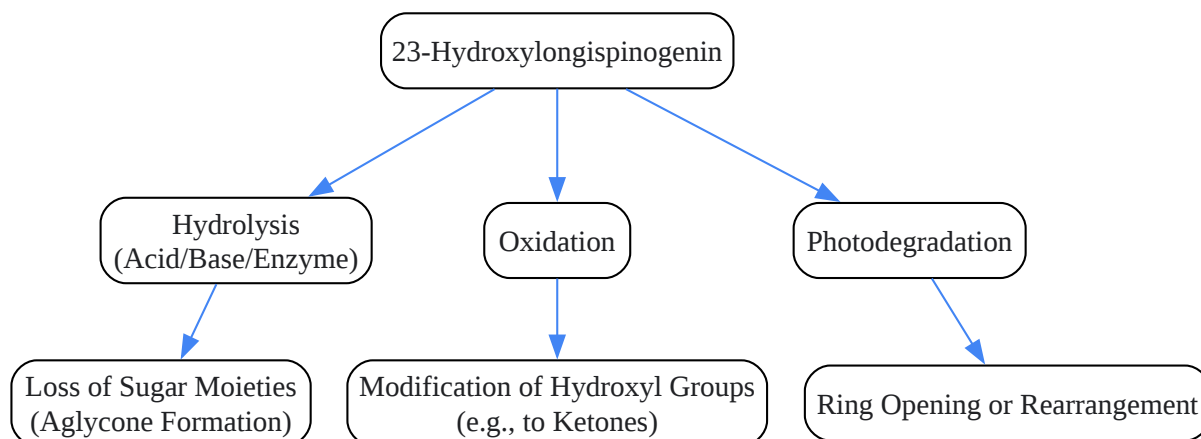 23-Hydroxylongispinogenin
Hydrolysis
(Acid/Base/Enzyme)
Oxidation
Photodegradation
Loss of Sugar Moieties
(Aglycone Formation)
Modification of Hydroxyl Groups
(e.g., to Ketones)
Ring Opening or Rearrangement